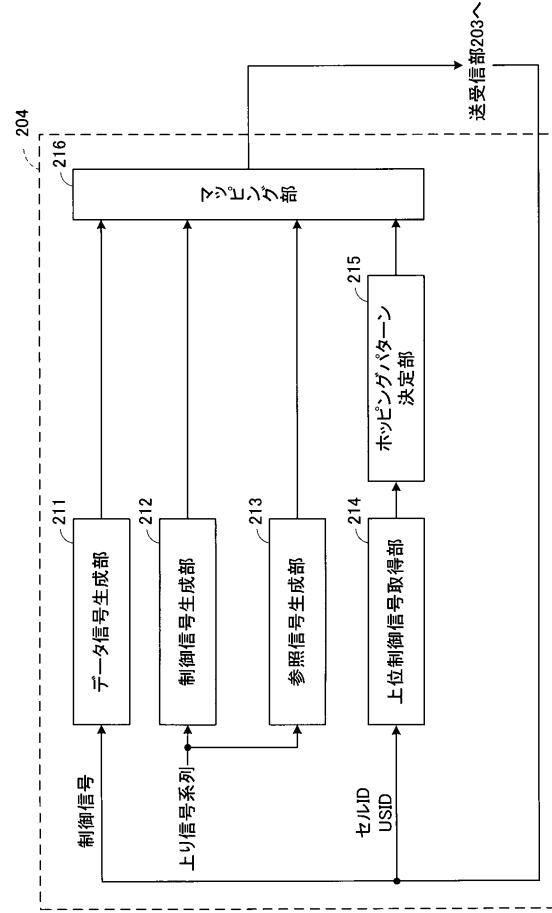 204
制御信号
211
データ信号生成部
上り信号系列
212
制御信号生成部
213
参照信号生成部
セルID
USID
214
上位制御信号取得部
215
ホッピングパターン
決定部
216
マッピング部
送受信部203へ